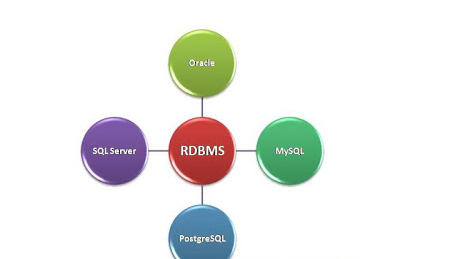 Oracle
SQL Server
RDBMS
MySQL
PostgreSQL